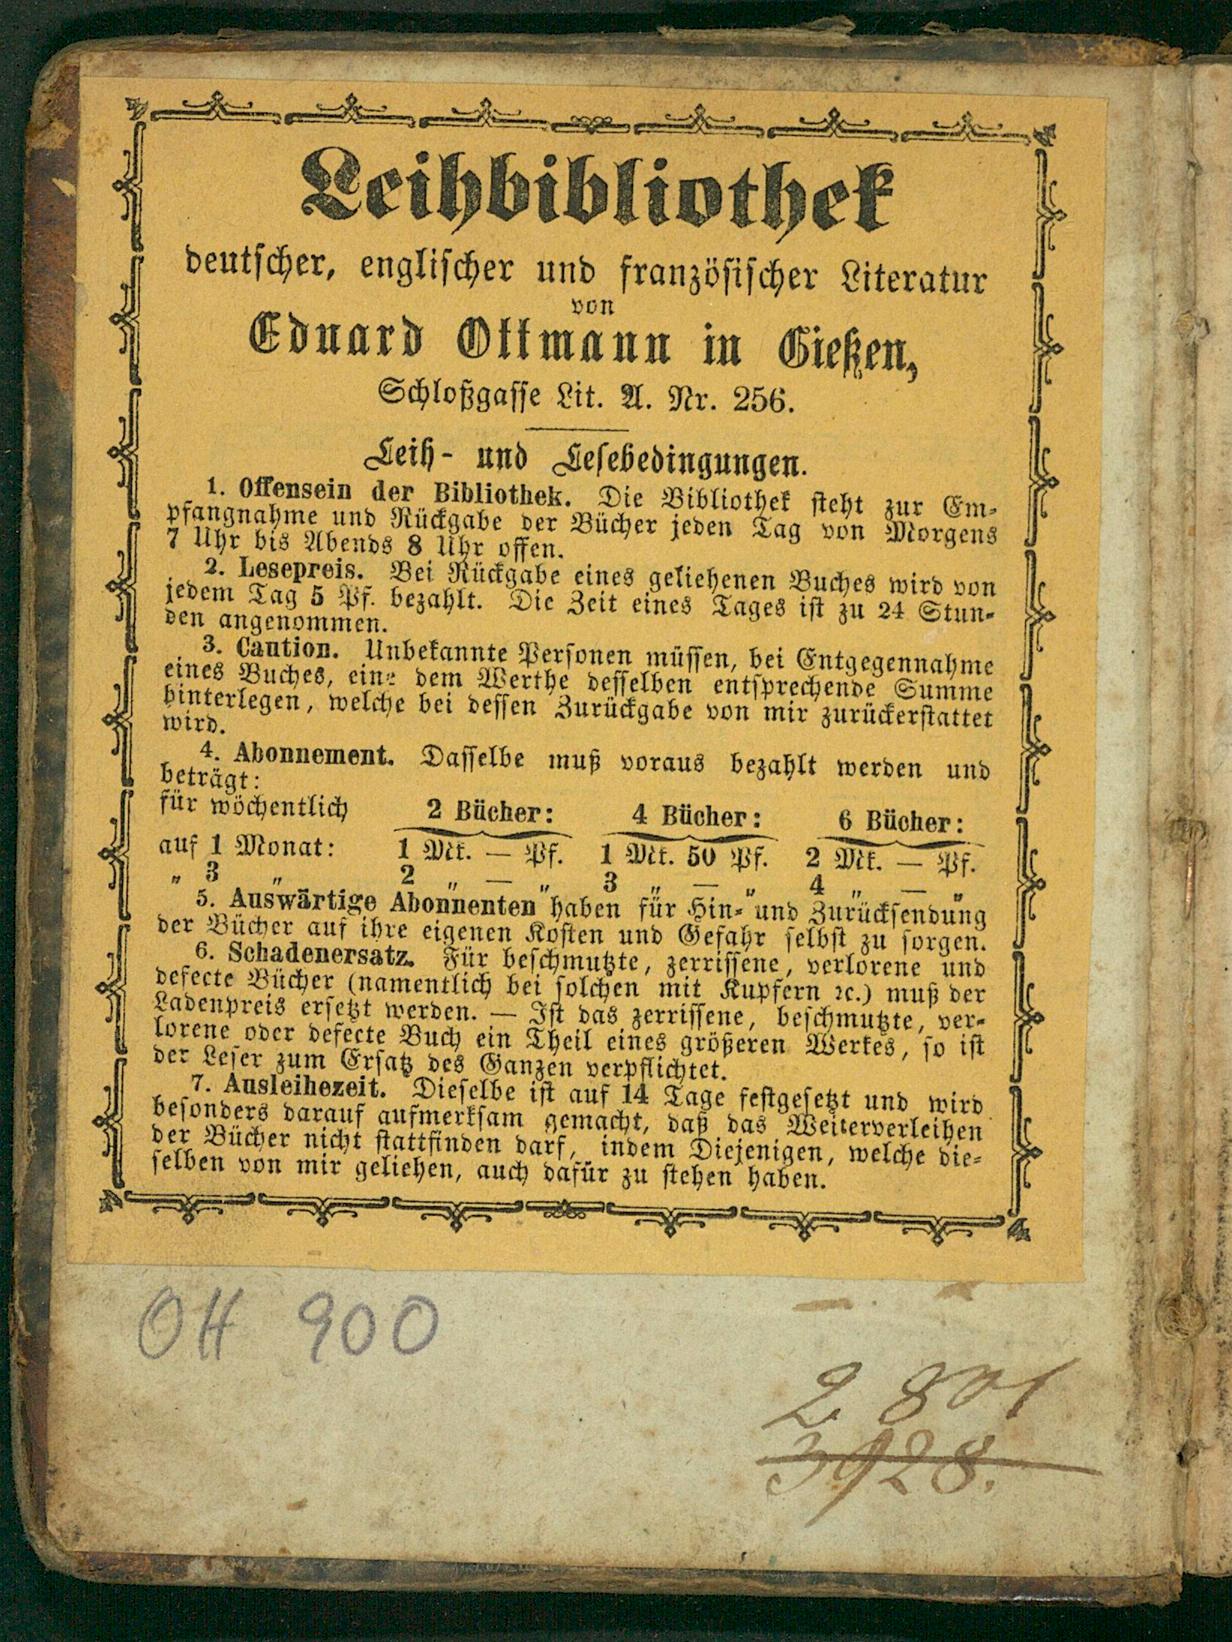 Leihbibliothek
deutscher, englischer und französischer Literatur
von
Eduard Ottmann in Gießen,
Schloßgasse Lit. A. Nr. 256.
Leih- und Lesebedingungen.
1. Offensein der Bibliothek. Die Bibliothek steht zur Em-
pfangnahme und Rückgabe der Bücher jeden Tag von Morgens
7 Uhr bis Abends 8 Uhr offen.
2. Lesepreis. Bei Rückgabe eines geliehenen Buches wird von
jedem Tag 5 Pf. bezahlt. Die Zeit eines Tages ist zu 24 Stun-
den angenommen.
3. Caution. Unbekannte Personen müssen, bei Entgegennahme
eines Buches, eine dem Werthe desselben entsprechende Summe
hinterlegen, welche bei dessen Zurückgabe von mir zurückerstattet
wird.
4. Abonnement. Dasselbe muß voraus bezahlt werden und
beträgt:
für wöchentlich 2 Bücher: 4 Bücher: 6 Bücher:
auf 1 Monat: 1 Mk. — Pf. 1 Mk. 50 Pf. 2 Mk. — Pf.
„ 3 „ 2 „ — „ 3 „ — „ 4 „ — „
5. Auswärtige Abonnenten haben für Hin- und Zurücksendung
der Bücher auf ihre eigenen Kosten und Gefahr selbst zu sorgen.
6. Schadenersatz. Für beschmutzte, zerrissene, verlorene und
defecte Bücher (namentlich bei solchen mit Kupfern ꝛc.) muß der
Ladenpreis ersetzt werden. — Ist das zerrissene, beschmutzte, ver-
lorene oder defecte Buch ein Theil eines größeren Werkes, so ist
der Leser zum Ersatz des Ganzen verpflichtet.
7. Ausleihezeit. Dieselbe ist auf 14 Tage festgesetzt und wird
besonders darauf aufmerksam gemacht, daß das Weiterverleihen
der Bücher nicht stattfinden darf, indem Diejenigen, welche die-
selben von mir geliehen, auch dafür zu stehen haben.
OH 900
2 801
3928.